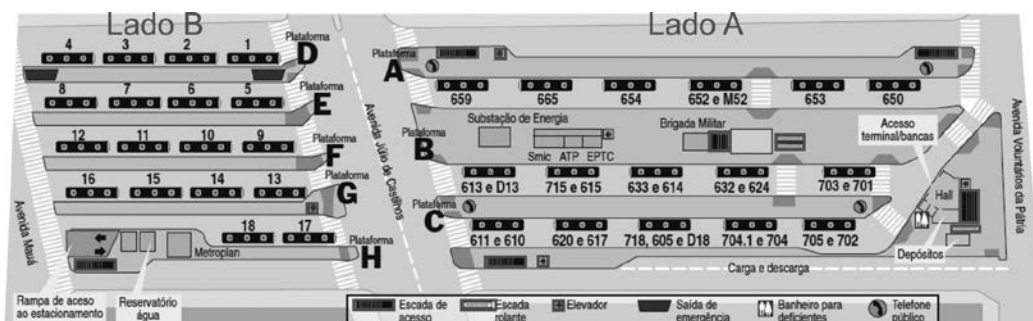 Lado B
Lado A
4 3 2 1
Plataforma
D
8 7 6 5
Plataforma
E
12 11 10 9
Plataforma
F
16 15 14 13
Plataforma
G
18 17
Plataforma
H
Metroplan
Avenida Mauá
Rampa de aceso
ao estacionamento
Reservatório
água
Avenida Júlio de Castilhos
Plataforma
A
659 665 654 652 e M52 653 650
Plataforma
B
Substação de Energia
Smic ATP EPTC
Brigada Militar
Acesso
terminal/bancas
613 e D13 715 e 615 633 e 614 632 e 624 703 e 701
Plataforma
C
611 e 610 620 e 617 718, 605 e D18 704.1 e 704 705 e 702
Hall
Depósitos
Carga e descarga
Avenida Voluntários da Pátria
Escada de
acesso
Escada
rolante
Elevador
Saída de
emergência
Banheiro para
deficientes
Telefone
público